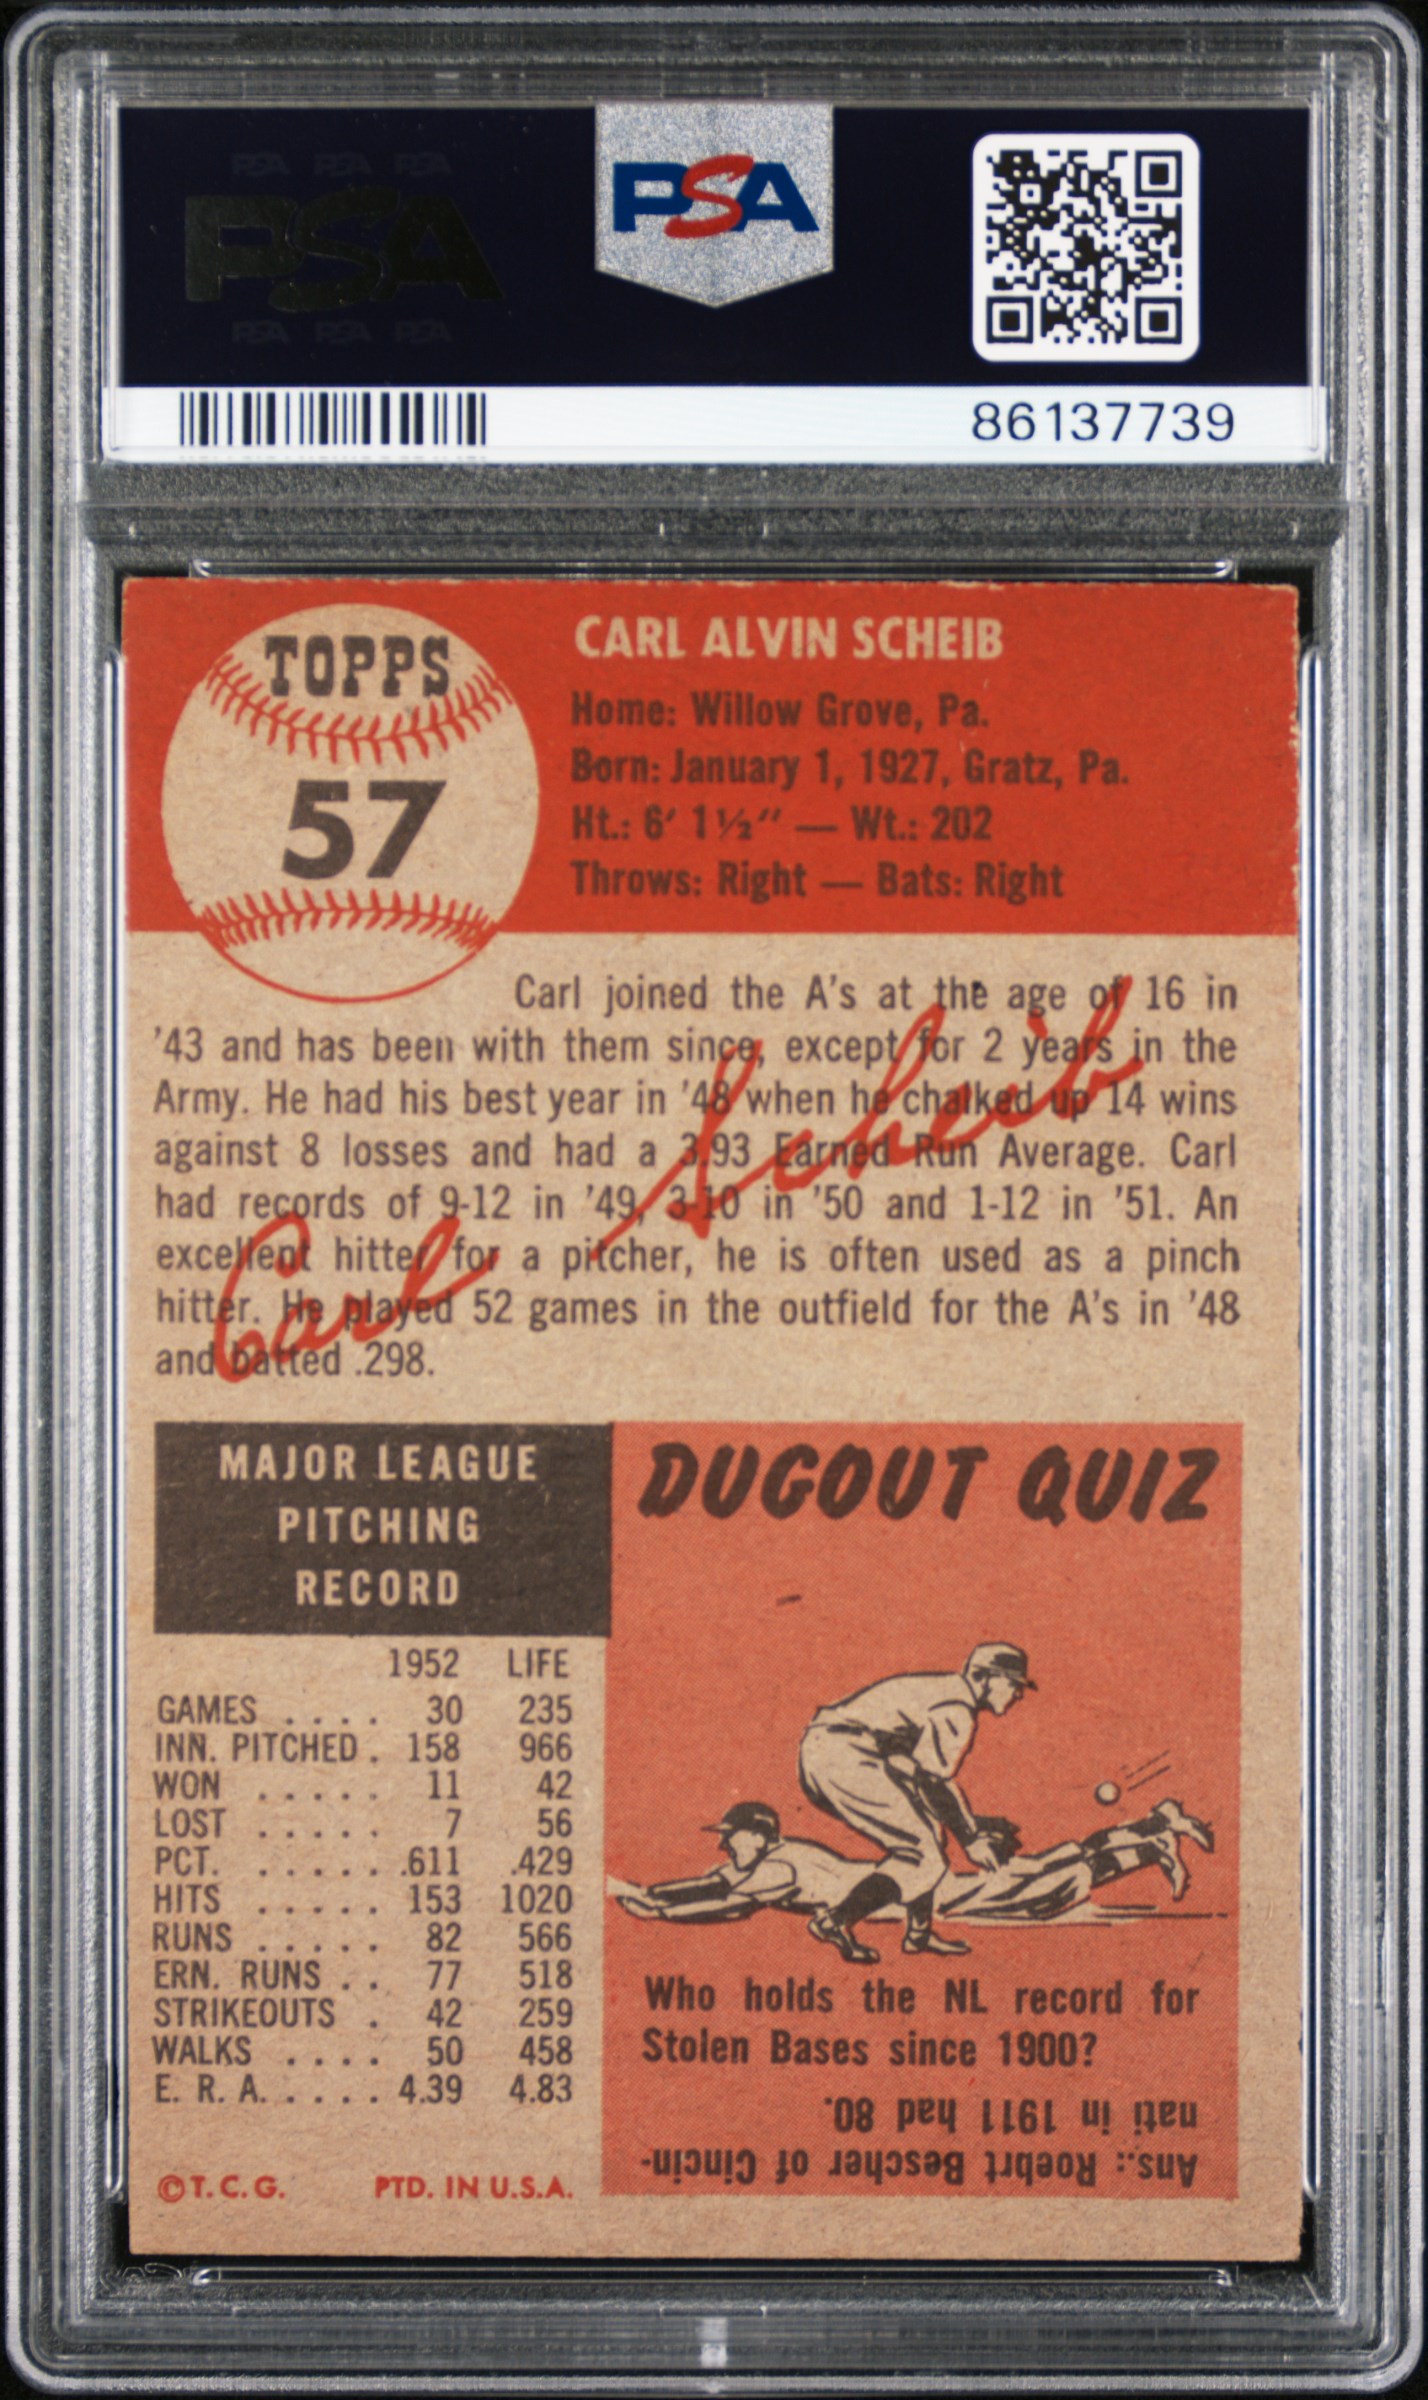 PSA PSA PSA
PSA
PSA PSA PSA
PSA
86137739
TOPPS
57
CARL ALVIN SCHEIB
Home: Willow Grove, Pa.
Born: January 1, 1927, Gratz, Pa.
Ht.: 6′ 1½″ — Wt.: 202
Throws: Right — Bats: Right
Carl joined the A's at the age of 16 in
'43 and has been with them since, except for 2 years in the
Army. He had his best year in '48 when he chalked up 14 wins
against 8 losses and had a 3.93 Earned Run Average. Carl
had records of 9-12 in '49, 3-10 in '50 and 1-12 in '51. An
excellent hitter for a pitcher, he is often used as a pinch
hitter. He played 52 games in the outfield for the A's in '48
and batted .298.
Carl Scheib
MAJOR LEAGUE
PITCHING
RECORD
1952 LIFE
GAMES . . . . 30 235
INN. PITCHED . 158 966
WON . . . . . 11 42
LOST . . . . . 7 56
PCT. . . . . . .611 .429
HITS . . . . . 153 1020
RUNS . . . . . 82 566
ERN. RUNS . . 77 518
STRIKEOUTS . 42 259
WALKS . . . . 50 458
E. R. A. . . . . 4.39 4.83
©T. C. G. PTD. IN U.S.A.
DUGOUT QUIZ
Who holds the NL record for
Stolen Bases since 1900?
Ans.: Roebrt Bescher of Cincin-
nati in 1911 had 80.